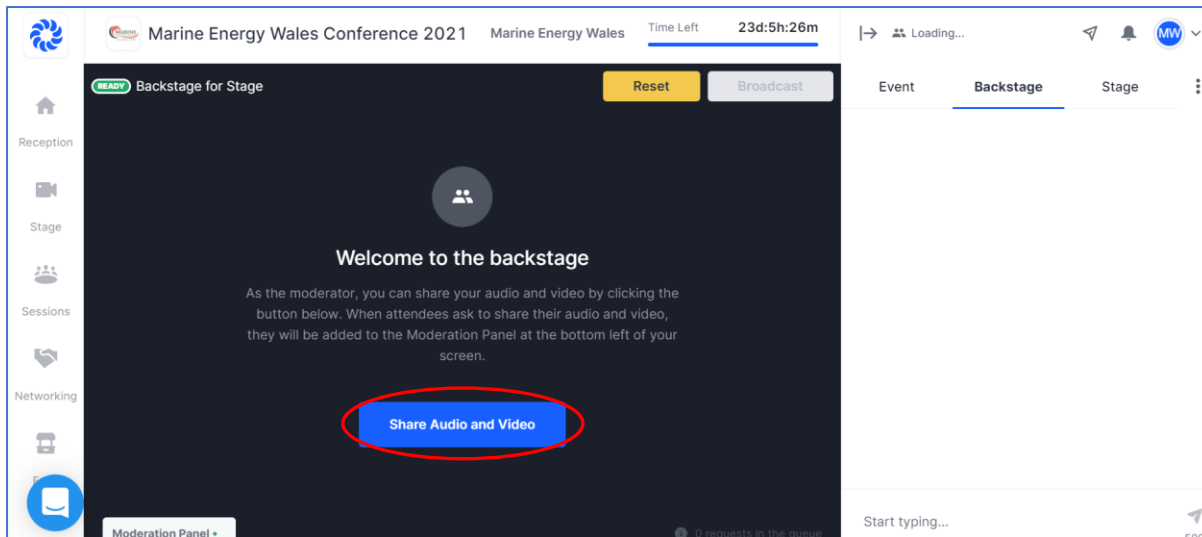 MARINE
Marine Energy Wales Conference 2021
Marine Energy Wales
Time Left
23d:5h:26m
Loading...
MW
READY
Backstage for Stage
Reset
Broadcast
Event
Backstage
Stage
Reception
Stage
Sessions
Networking
Welcome to the backstage
As the moderator, you can share your audio and video by clicking the
button below. When attendees ask to share their audio and video,
they will be added to the Moderation Panel at the bottom left of your
screen.
Share Audio and Video
Moderation Panel
0 requests in the queue
Start typing...